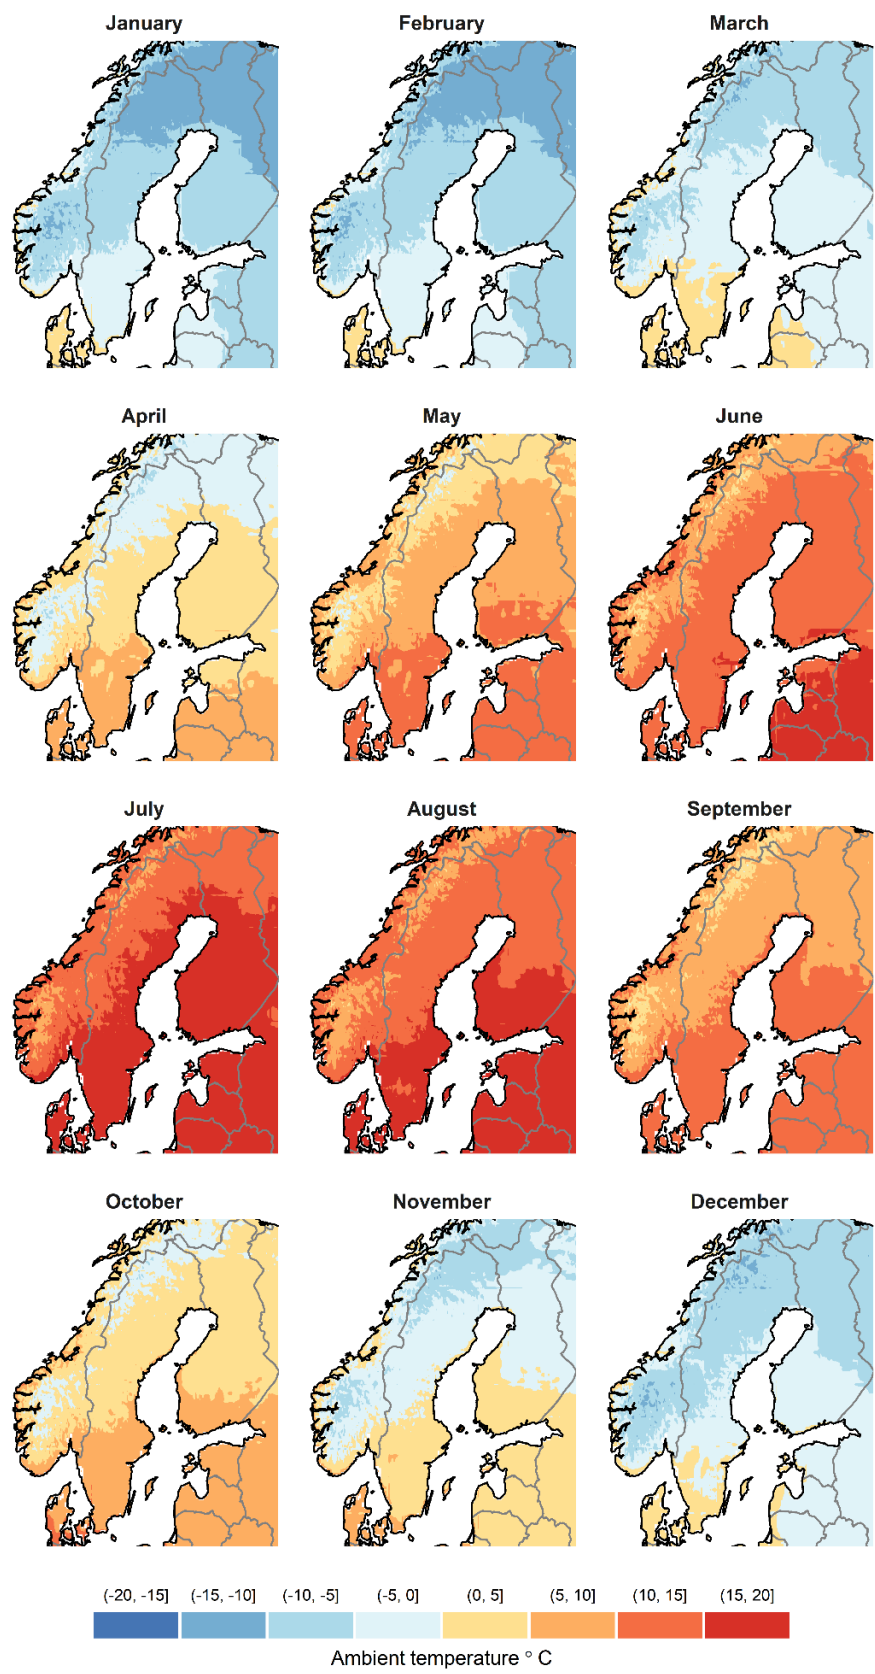 January February March
April May June
July August September
October November December
(-20, -15] (-15, -10] (-10, -5] (-5, 0] (0, 5] (5, 10] (10, 15] (15, 20]
Ambient temperature ° C